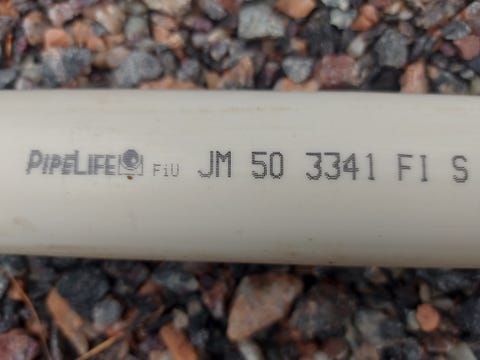 PIPELIFE FiU JM 50 3341 FI S